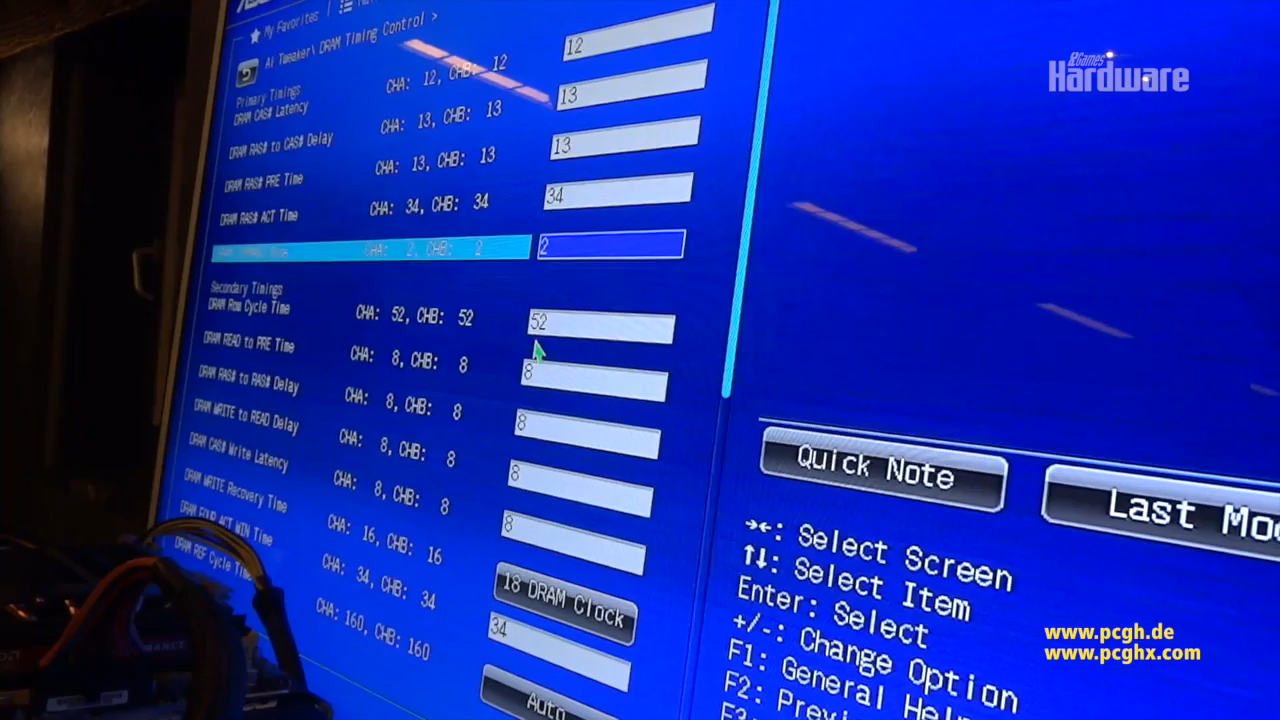 My Favorites
Ai Tweaker\ DRAM Timing Control >
Primary Timings
DRAM CAS# Latency CHA: 12, CHB: 12 12
DRAM RAS# to CAS# Delay CHA: 13, CHB: 13 13
DRAM RAS# PRE Time CHA: 13, CHB: 13 13
DRAM RAS# ACT Time CHA: 34, CHB: 34 34
CHA: 2, CHB: 2 2
Secondary Timings
DRAM Row Cycle Time CHA: 52, CHB: 52 52
DRAM READ to PRE Time CHA: 8, CHB: 8 8
DRAM RAS# to RAS# Delay CHA: 8, CHB: 8 8
DRAM WRITE to READ Delay CHA: 8, CHB: 8 8
DRAM CAS# Write Latency CHA: 8, CHB: 8 8
DRAM WRITE Recovery Time CHA: 16, CHB: 16 18 DRAM Clock
DRAM FOUR ACT WIN Time CHA: 34, CHB: 34 34
DRAM REF Cycle Time CHA: 160, CHB: 160 Auto
Quick Note
Last Mo
→←: Select Screen
↑↓: Select Item
Enter: Select
+/-: Change Option
F1: General Help
F2: Previ
PC Games
Hardware
www.pcgh.de
www.pcghx.com